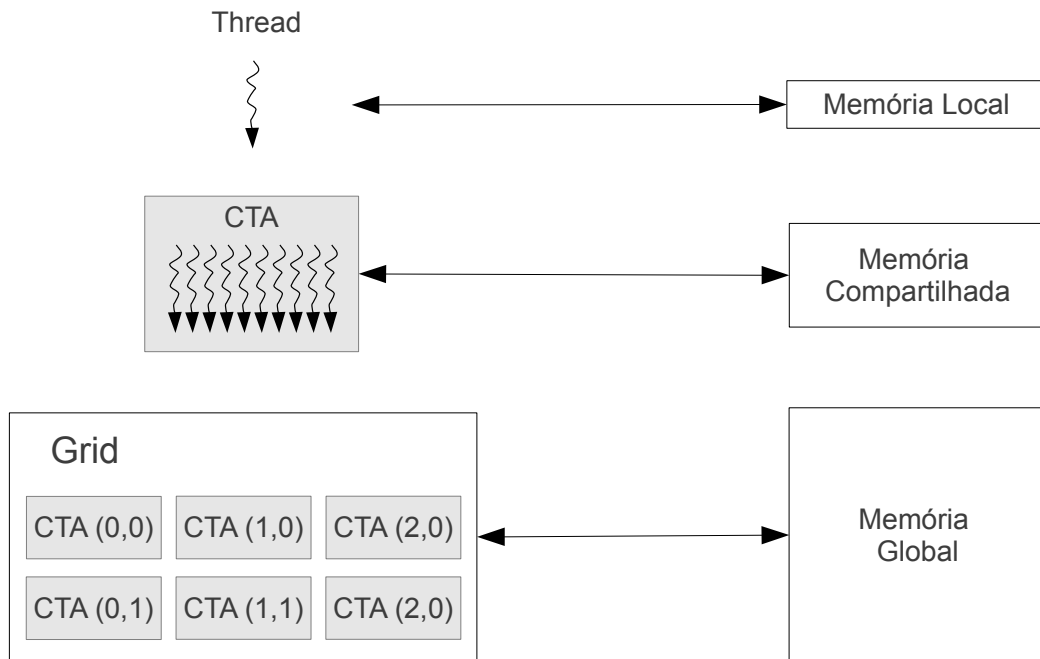 Thread
Memória Local
CTA
Memória
Compartilhada
Grid
CTA (0,0) CTA (1,0) CTA (2,0)
CTA (0,1) CTA (1,1) CTA (2,0)
Memória
Global